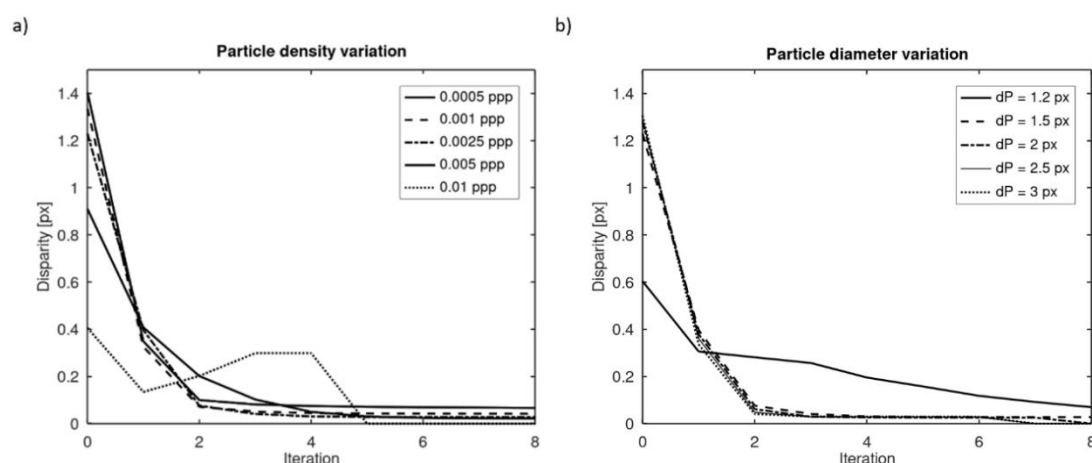 a)
Particle density variation
1.4
1.2
1
0.8
0.6
0.4
0.2
0
Disparity [px]
0 2 4 6 8
Iteration
0.0005 ppp
0.001 ppp
0.0025 ppp
0.005 ppp
0.01 ppp
b)
Particle diameter variation
1.4
1.2
1
0.8
0.6
0.4
0.2
0
Disparity [px]
0 2 4 6 8
Iteration
dP = 1.2 px
dP = 1.5 px
dP = 2 px
dP = 2.5 px
dP = 3 px